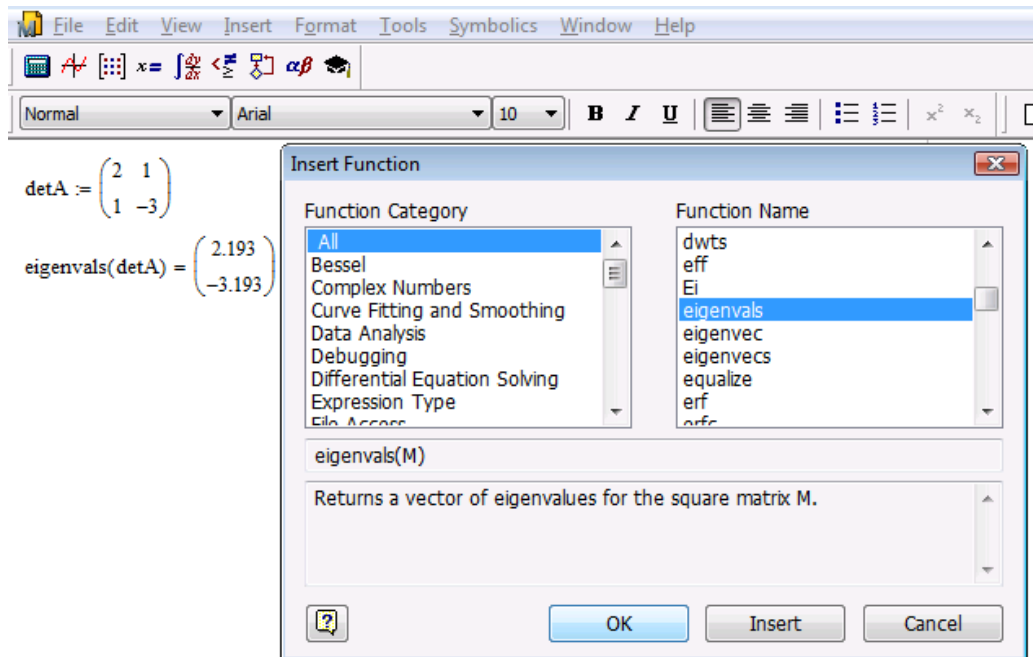 File Edit View Insert Format Tools Symbolics Window Help
Normal Arial 10 B I U
detA := (2 1
1 -3)
eigenvals(detA) = (2.193
-3.193)
Insert Function
Function Category
All
Bessel
Complex Numbers
Curve Fitting and Smoothing
Data Analysis
Debugging
Differential Equation Solving
Expression Type
File Access
Function Name
dwts
eff
Ei
eigenvals
eigenvec
eigenvecs
equalize
erf
erfc
eigenvals(M)
Returns a vector of eigenvalues for the square matrix M.
OK Insert Cancel